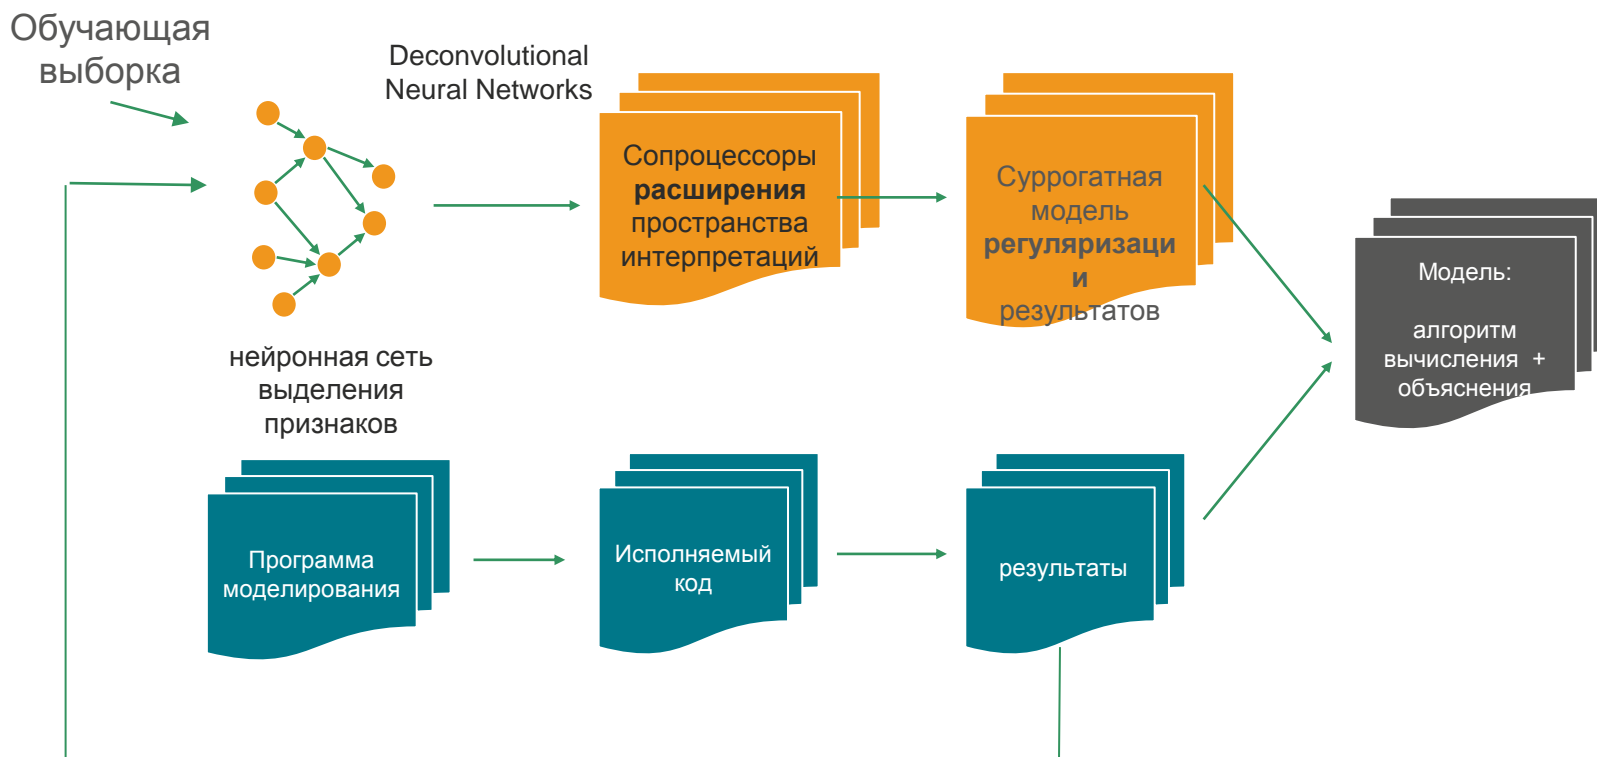 Обучающая
выборка
Deconvolutional
Neural Networks
Сопроцессоры
расширения
пространства
интерпретаций
Суррогатная
модель
регуляризаци
и
результатов
Модель:
алгоритм
вычисления +
объяснения
нейронная сеть
выделения
признаков
Программа
моделирования
Исполняемый
код
результаты